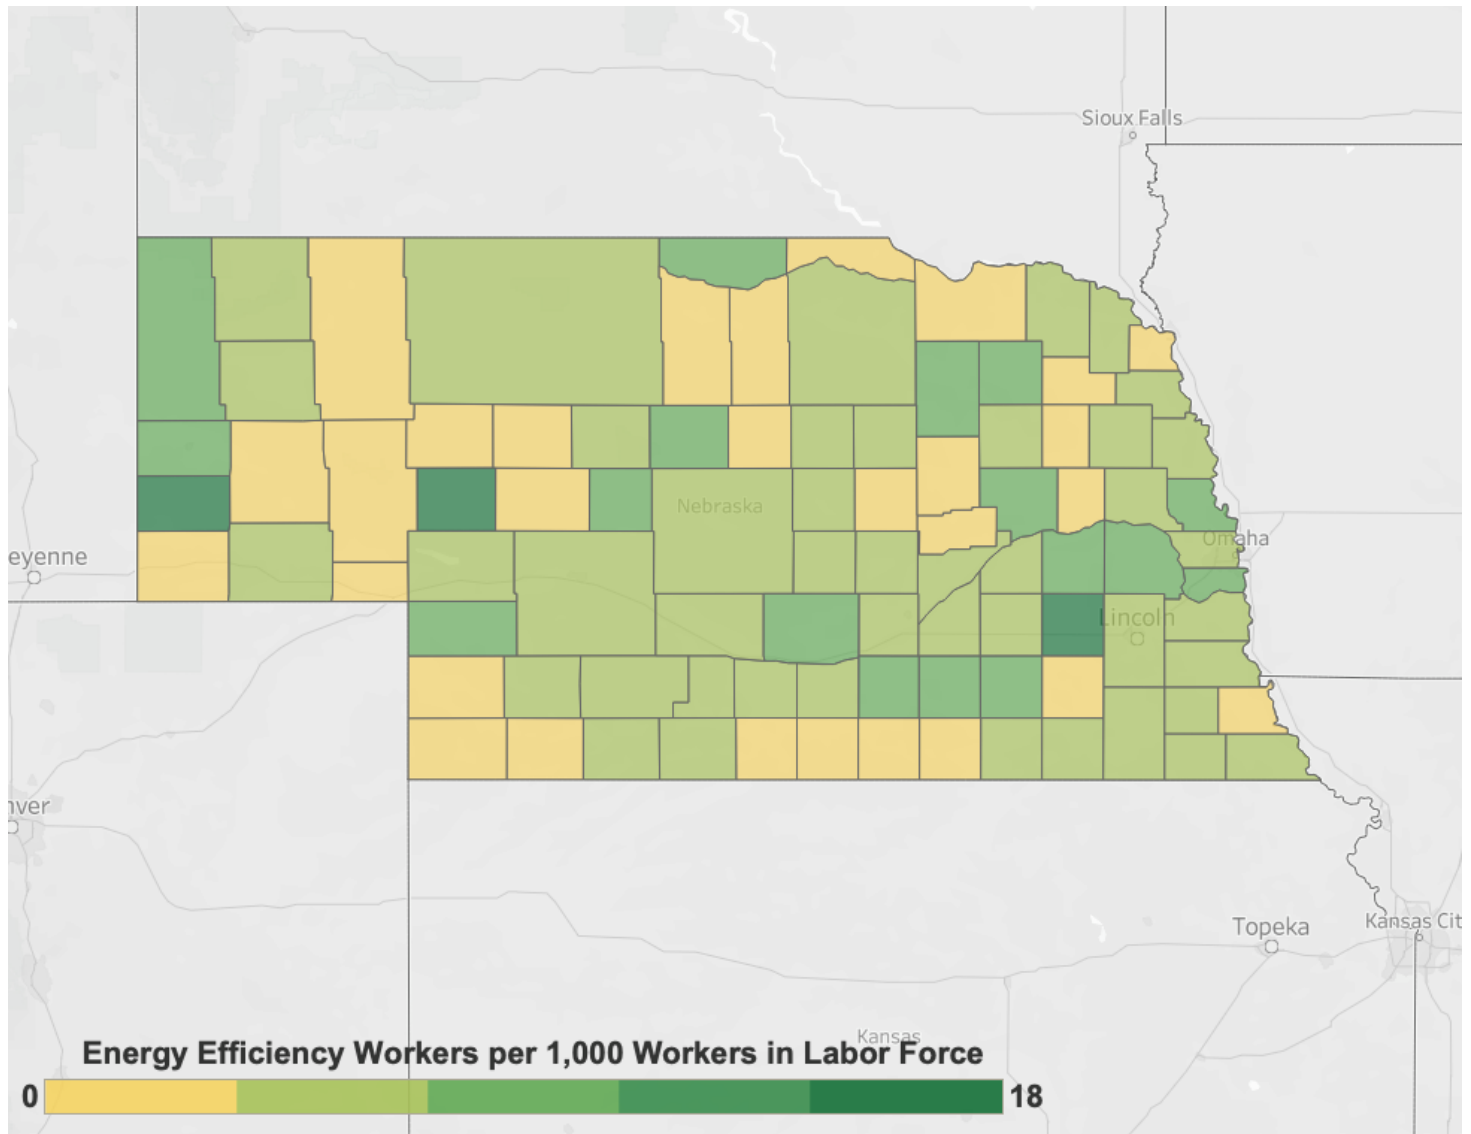 Sioux Falls
Nebraska
Omaha
eyenne
Lincoln
nver
Topeka
Kansas Cit
Kansas
Energy Efficiency Workers per 1,000 Workers in Labor Force
0 18